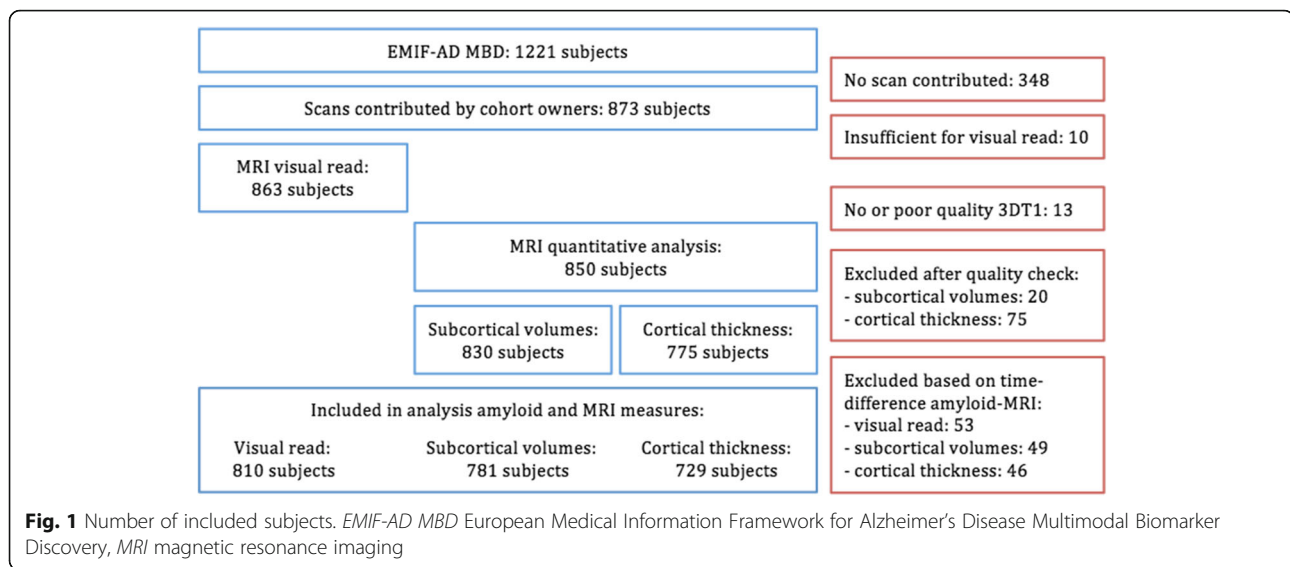 EMIF-AD MBD: 1221 subjects
No scan contributed: 348
Scans contributed by cohort owners: 873 subjects
Insufficient for visual read: 10
MRI visual read:
863 subjects
No or poor quality 3DT1: 13
MRI quantitative analysis:
850 subjects
Excluded after quality check:
- subcortical volumes: 20
- cortical thickness: 75
Subcortical volumes:
830 subjects
Cortical thickness:
775 subjects
Included in analysis amyloid and MRI measures:
Visual read:
810 subjects
Subcortical volumes:
781 subjects
Cortical thickness:
729 subjects
Excluded based on time-
difference amyloid-MRI:
- visual read: 53
- subcortical volumes: 49
- cortical thickness: 46
Fig. 1 Number of included subjects. EMIF-AD MBD European Medical Information Framework for Alzheimer’s Disease Multimodal Biomarker
Discovery, MRI magnetic resonance imaging